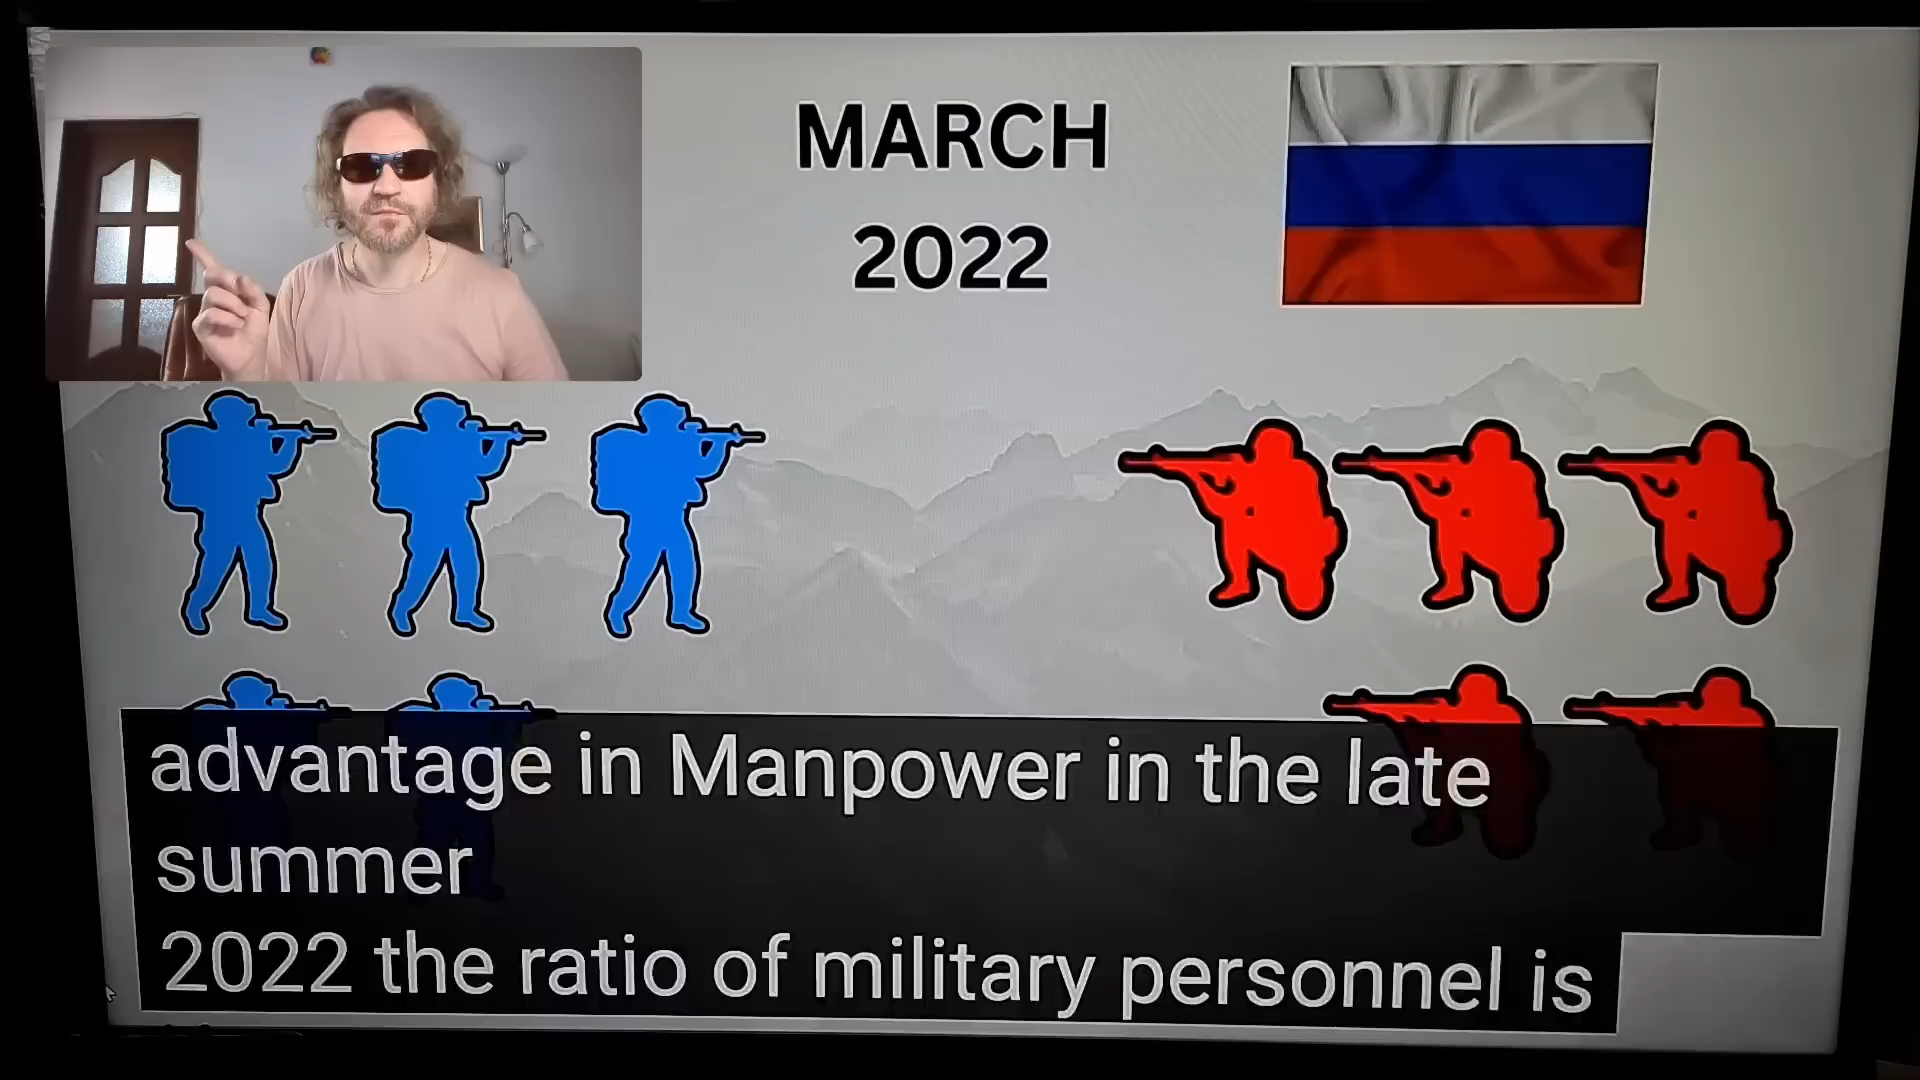 MARCH
2022
advantage in Manpower in the late
summer
2022 the ratio of military personnel is